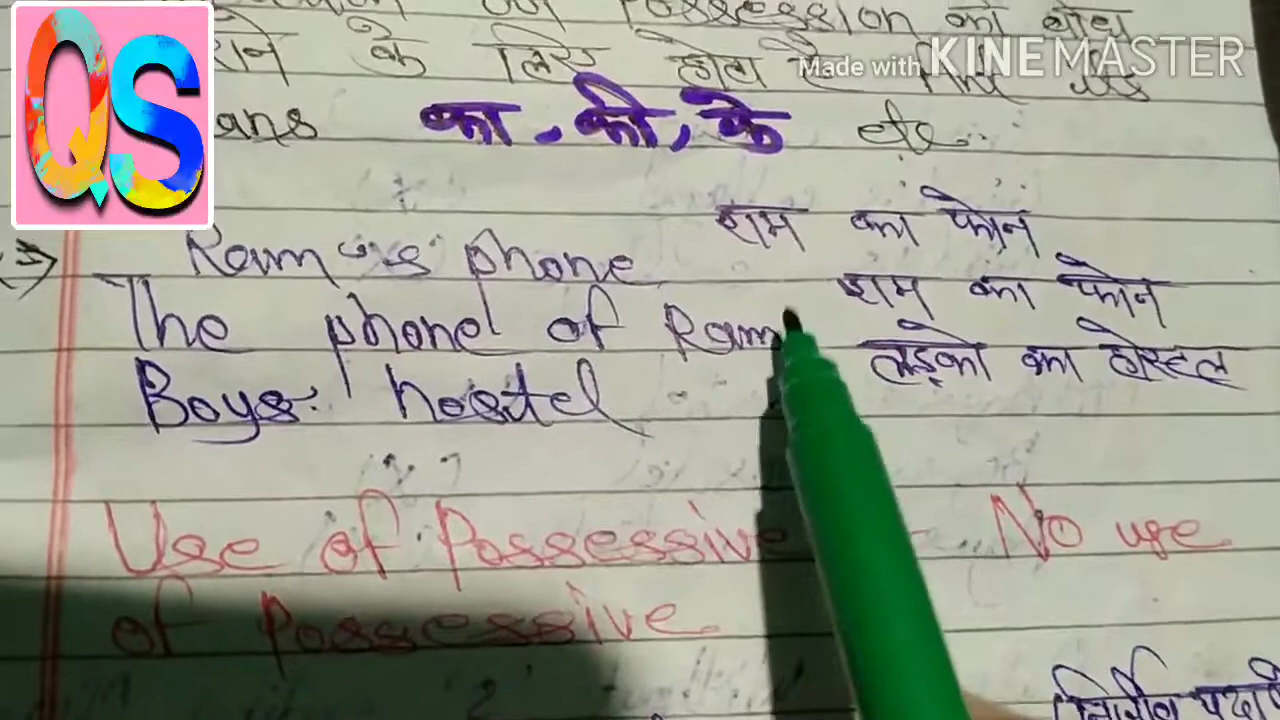 QS
Possession को बोध
के लिए होता है
Made with KINEMASTER
का, की, के etc.
Ram's phone राम का फोन
The phone of Ram राम का फोन
Boys' hostel लड़को का होस्टल
Use of Possessive - No use
of Possessive
निर्जीव